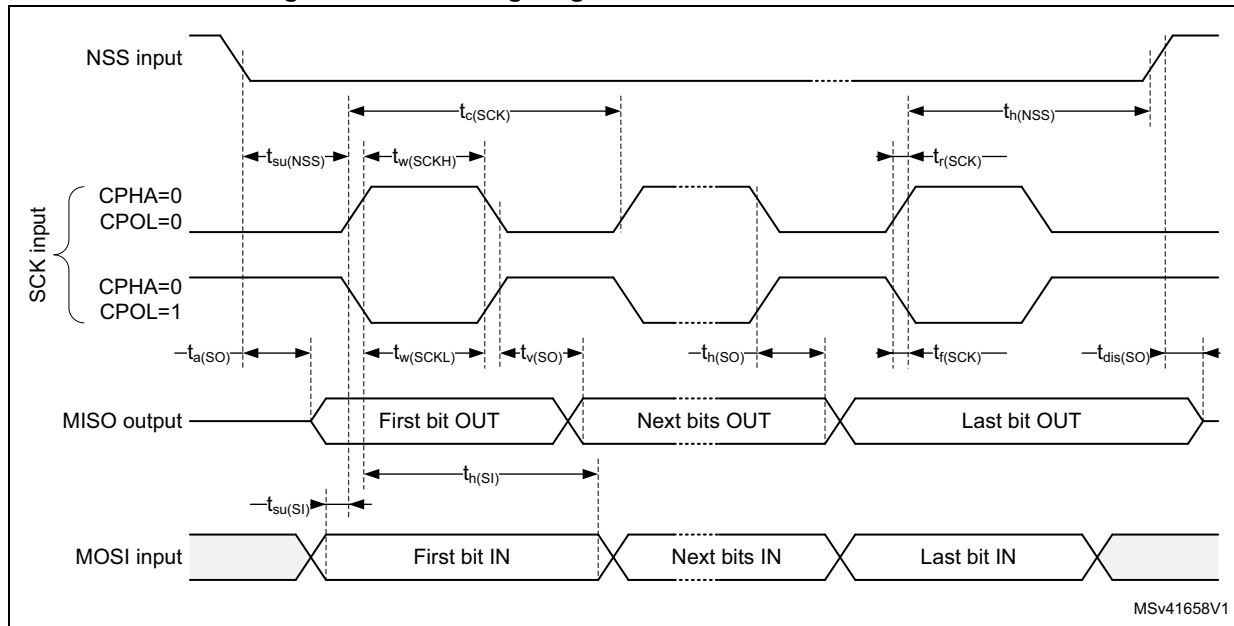 NSS input
tc(SCK)
th(NSS)
tsu(NSS)
tw(SCKH)
tr(SCK)
SCK input
CPHA=0
CPOL=0
CPHA=0
CPOL=1
ta(SO)
tw(SCKL)
tv(SO)
th(SO)
tf(SCK)
tdis(SO)
MISO output
First bit OUT
Next bits OUT
Last bit OUT
th(SI)
tsu(SI)
MOSI input
First bit IN
Next bits IN
Last bit IN
MSv41658V1